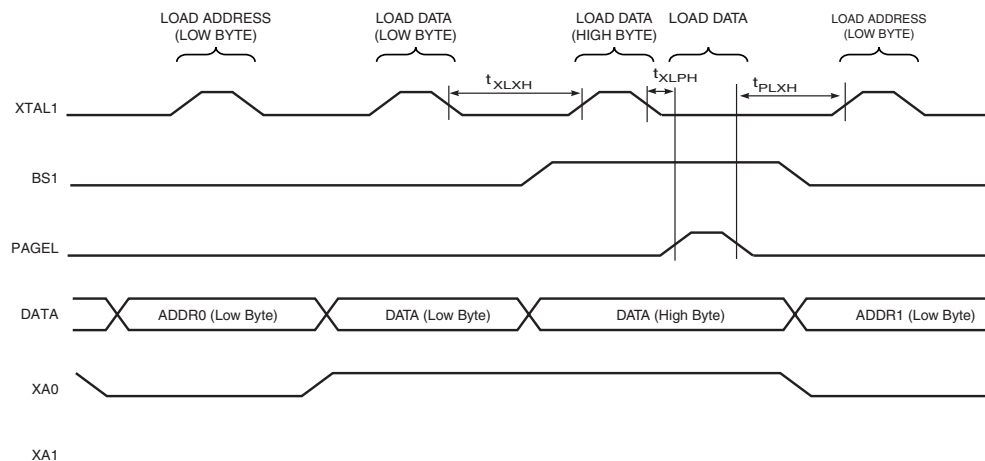 LOAD ADDRESS
(LOW BYTE)
LOAD DATA
(LOW BYTE)
LOAD DATA
(HIGH BYTE)
LOAD DATA
LOAD ADDRESS
(LOW BYTE)
tXLXH
tXLPH
tPLXH
XTAL1
BS1
PAGEL
DATA
ADDR0 (Low Byte)
DATA (Low Byte)
DATA (High Byte)
ADDR1 (Low Byte)
XA0
XA1